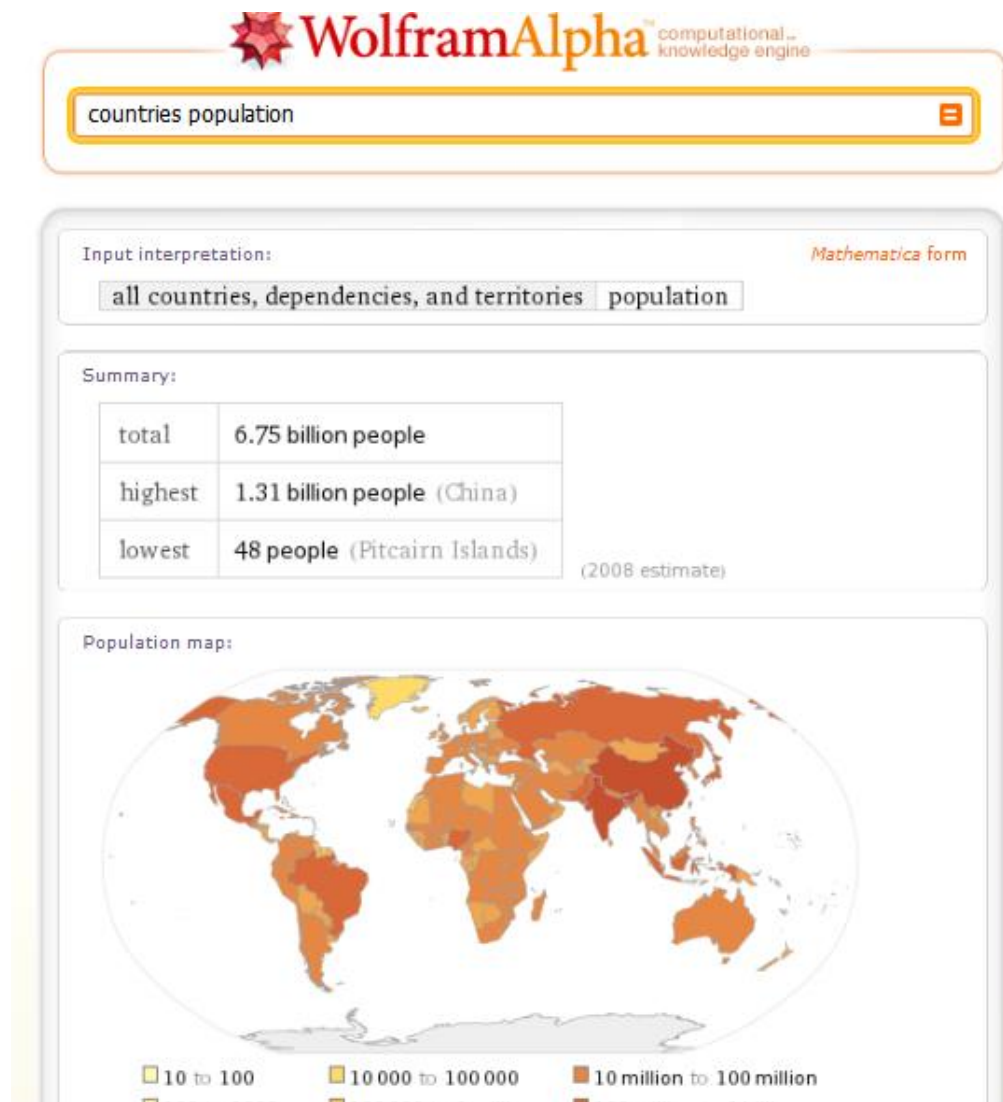 WolframAlpha™ computational...
knowledge engine
countries population
Input interpretation:
Mathematica form
all countries, dependencies, and territories population
Summary:
total 6.75 billion people
highest 1.31 billion people (China)
lowest 48 people (Pitcairn Islands)
(2008 estimate)
Population map:
10 to 100 10 000 to 100 000 10 million to 100 million